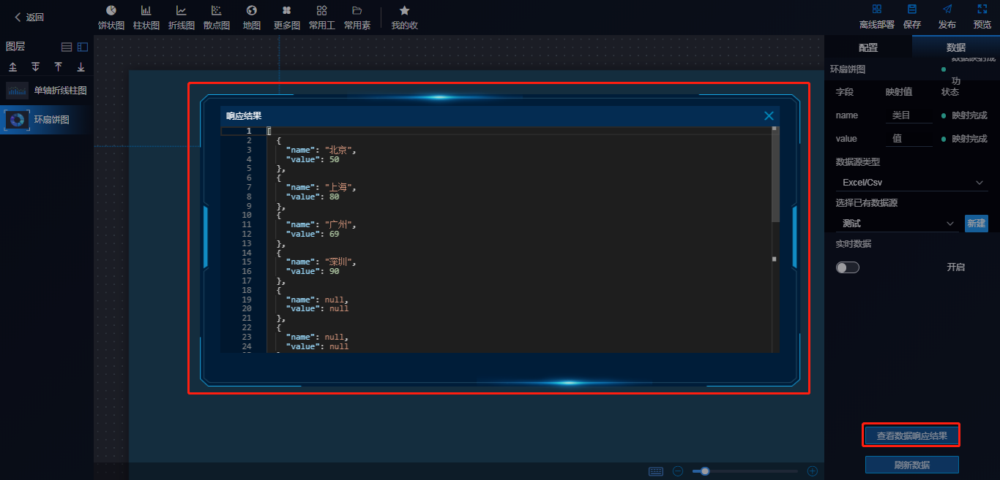 返回
饼状图 柱状图 折线图 散点图 地图 更多图 常用工 常用素 我的收
离线部署 保存 发布 预览
图层
单轴折线柱图
环扇饼图
响应结果
1 [
2 {
3 "name": "北京",
4 "value": 50
5 },
6 {
7 "name": "上海",
8 "value": 80
9 },
10 {
11 "name": "广州",
12 "value": 69
13 },
14 {
15 "name": "深圳",
16 "value": 90
17 },
18 {
19 "name": null,
20 "value": null
21 },
22 {
23 "name": null,
24 "value": null
配置 数据
数据映射成
环扇饼图
功
字段 映射值 状态
name 类目 映射完成
value 值 映射完成
数据源类型
Excel/Csv
选择已有数据源
测试 新建
实时数据
开启
查看数据响应结果
刷新数据